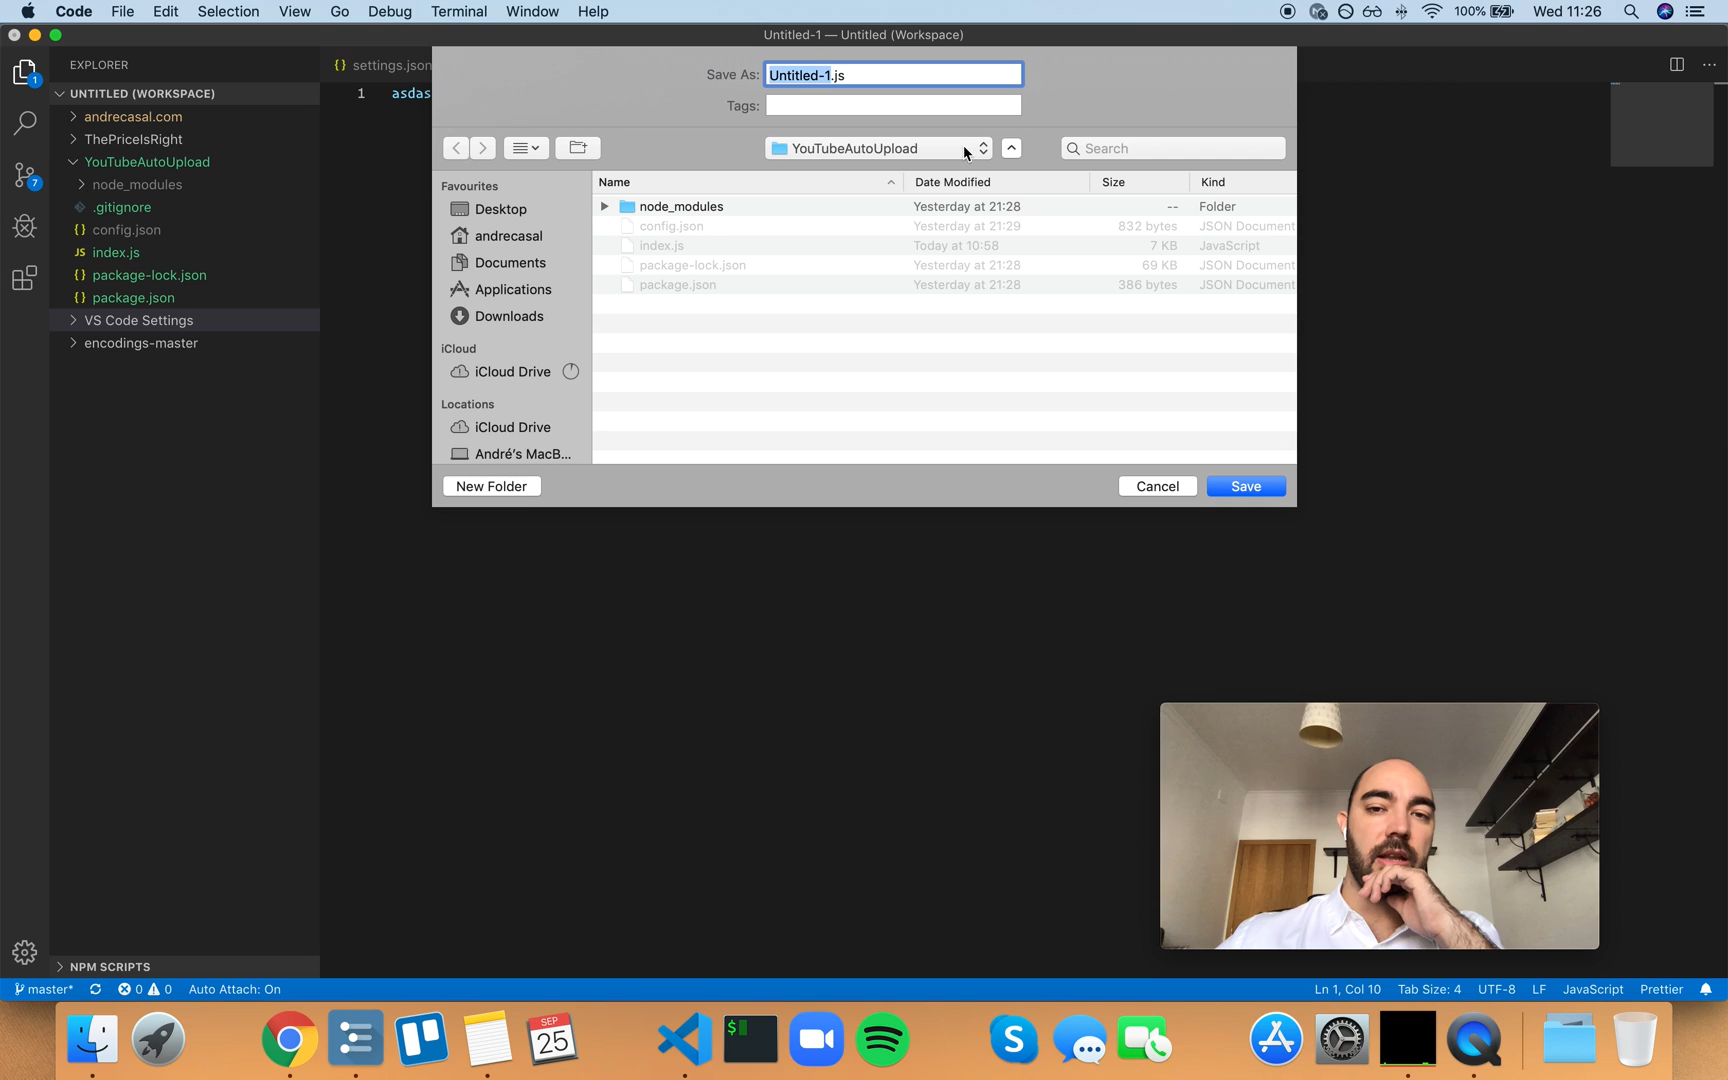 Code File Edit Selection View Go Debug Terminal Window Help 100% Wed 11:26
Untitled-1 — Untitled (Workspace)
EXPLORER
{} settings.json
1
7
UNTITLED (WORKSPACE)
andrecasal.com
ThePriceIsRight
YouTubeAutoUpload
node_modules
.gitignore
{} config.json
JS index.js
{} package-lock.json
{} package.json
VS Code Settings
encodings-master
NPM SCRIPTS
1 asdas
Save As: Untitled-1.js
Tags:
YouTubeAutoUpload
Search
Favourites
Desktop
andrecasal
Documents
Applications
Downloads
iCloud
iCloud Drive
Locations
iCloud Drive
André's MacB...
Name Date Modified Size Kind
node_modules Yesterday at 21:28 -- Folder
config.json Yesterday at 21:29 832 bytes JSON Document
index.js Today at 10:58 7 KB JavaScript
package-lock.json Yesterday at 21:28 69 KB JSON Document
package.json Yesterday at 21:28 386 bytes JSON Document
New Folder Cancel Save
master* 0 0 Auto Attach: On Ln 1, Col 10 Tab Size: 4 UTF-8 LF JavaScript Prettier
SEP
25
$